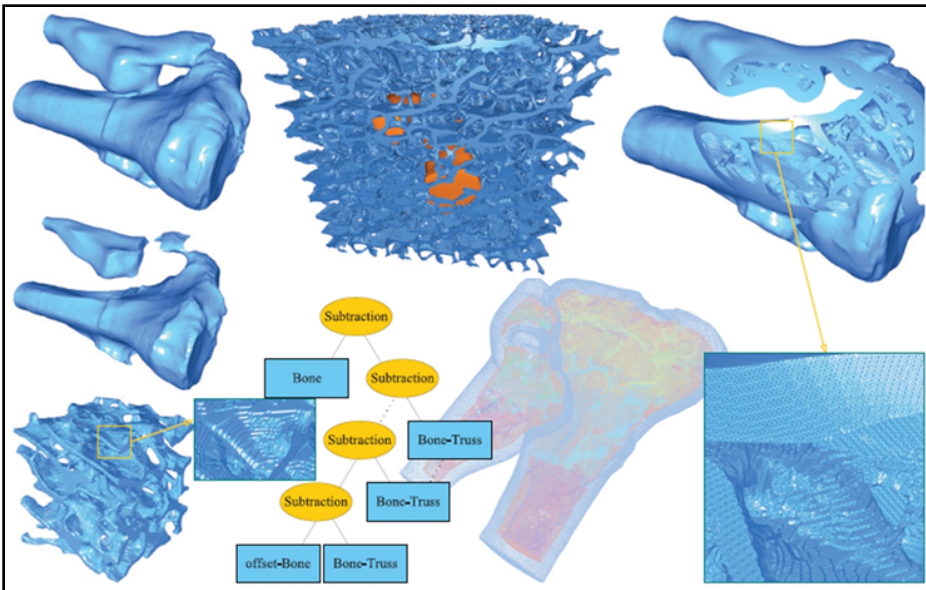 Subtraction
Bone
Subtraction
Subtraction
Bone-Truss
Subtraction
Bone-Truss
offset-Bone
Bone-Truss